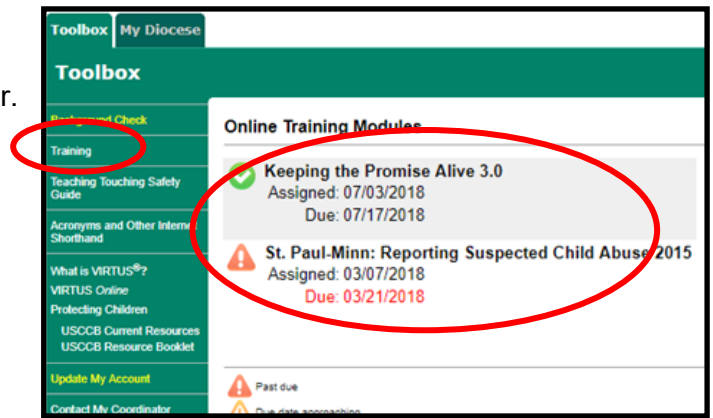 r.
Toolbox My Diocese
Toolbox
Background Check
Training
Teaching Touching Safety
Guide
Acronyms and Other Internet
Shorthand
What is VIRTUS®?
VIRTUS Online
Protecting Children
USCCB Current Resources
USCCB Resource Booklet
Update My Account
Contact My Coordinator
Online Training Modules
Keeping the Promise Alive 3.0
Assigned: 07/03/2018
Due: 07/17/2018
St. Paul-Minn: Reporting Suspected Child Abuse 2015
Assigned: 03/07/2018
Due: 03/21/2018
Past due
Due date approaching